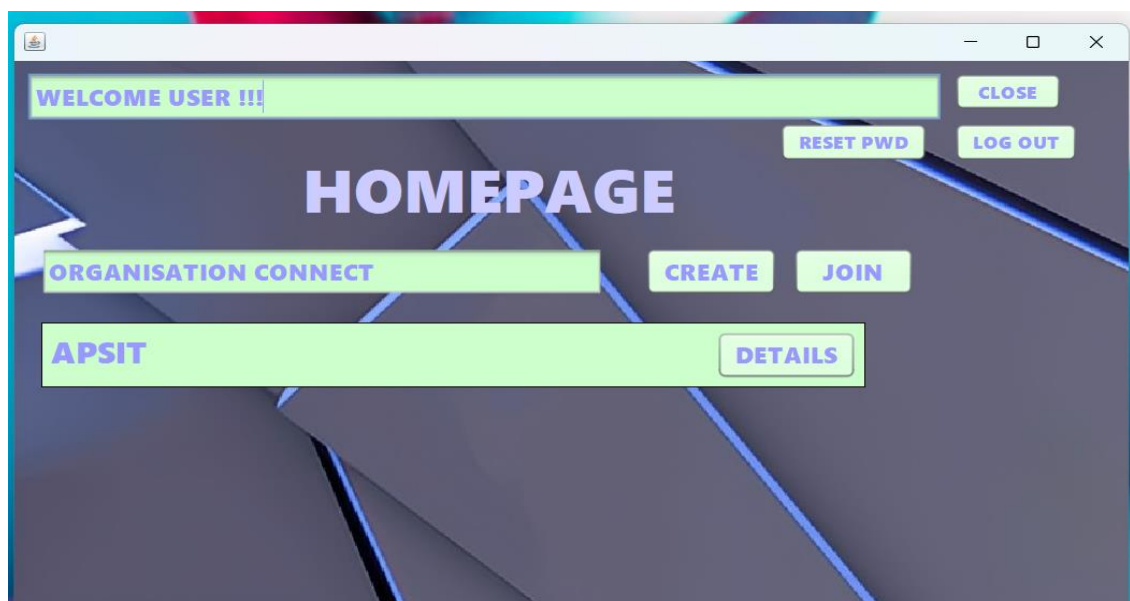 WELCOME USER !!! CLOSE
RESET PWD LOG OUT
HOMEPAGE
ORGANISATION CONNECT CREATE JOIN
APSIT DETAILS